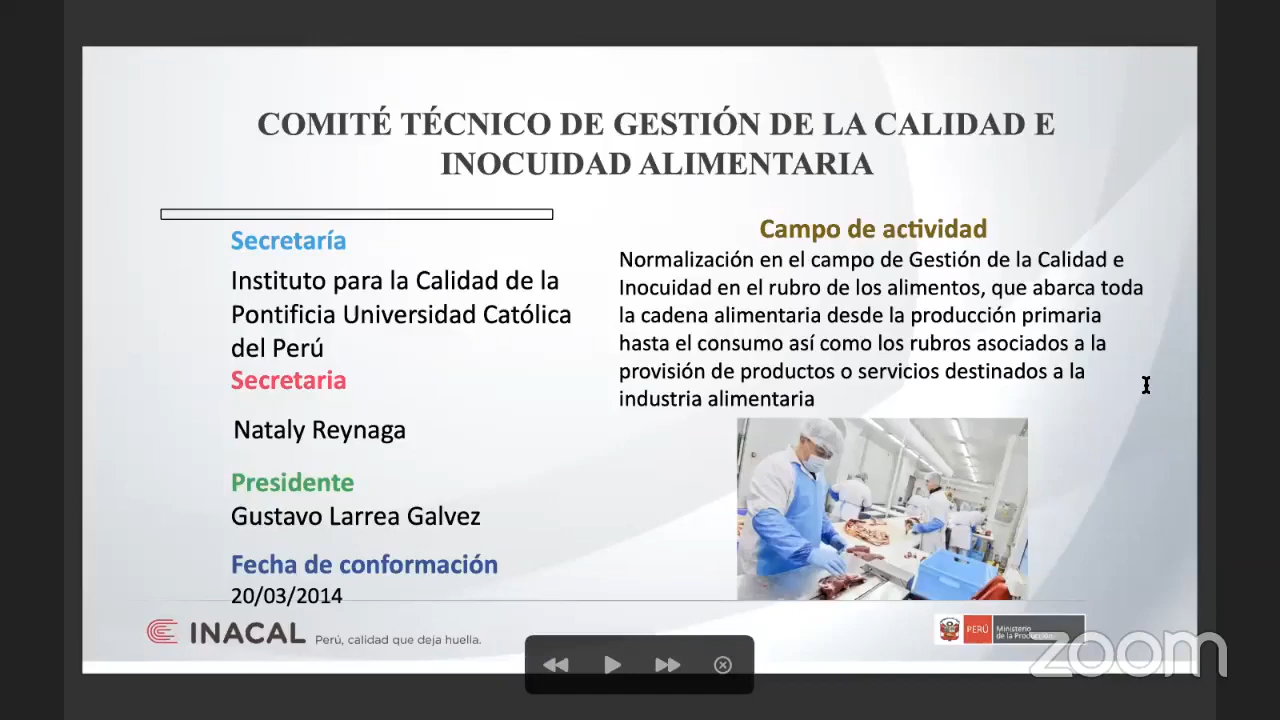 COMITÉ TÉCNICO DE GESTIÓN DE LA CALIDAD E
INOCUIDAD ALIMENTARIA
Secretaría
Instituto para la Calidad de la
Pontificia Universidad Católica
del Perú
Secretaria
Nataly Reynaga
Presidente
Gustavo Larrea Galvez
Fecha de conformación
20/03/2014
Campo de actividad
Normalización en el campo de Gestión de la Calidad e
Inocuidad en el rubro de los alimentos, que abarca toda
la cadena alimentaria desde la producción primaria
hasta el consumo así como los rubros asociados a la
provisión de productos o servicios destinados a la
industria alimentaria
INACAL Perú, calidad que deja huella.
PERÚ
Ministerio
de la Producción
zoom